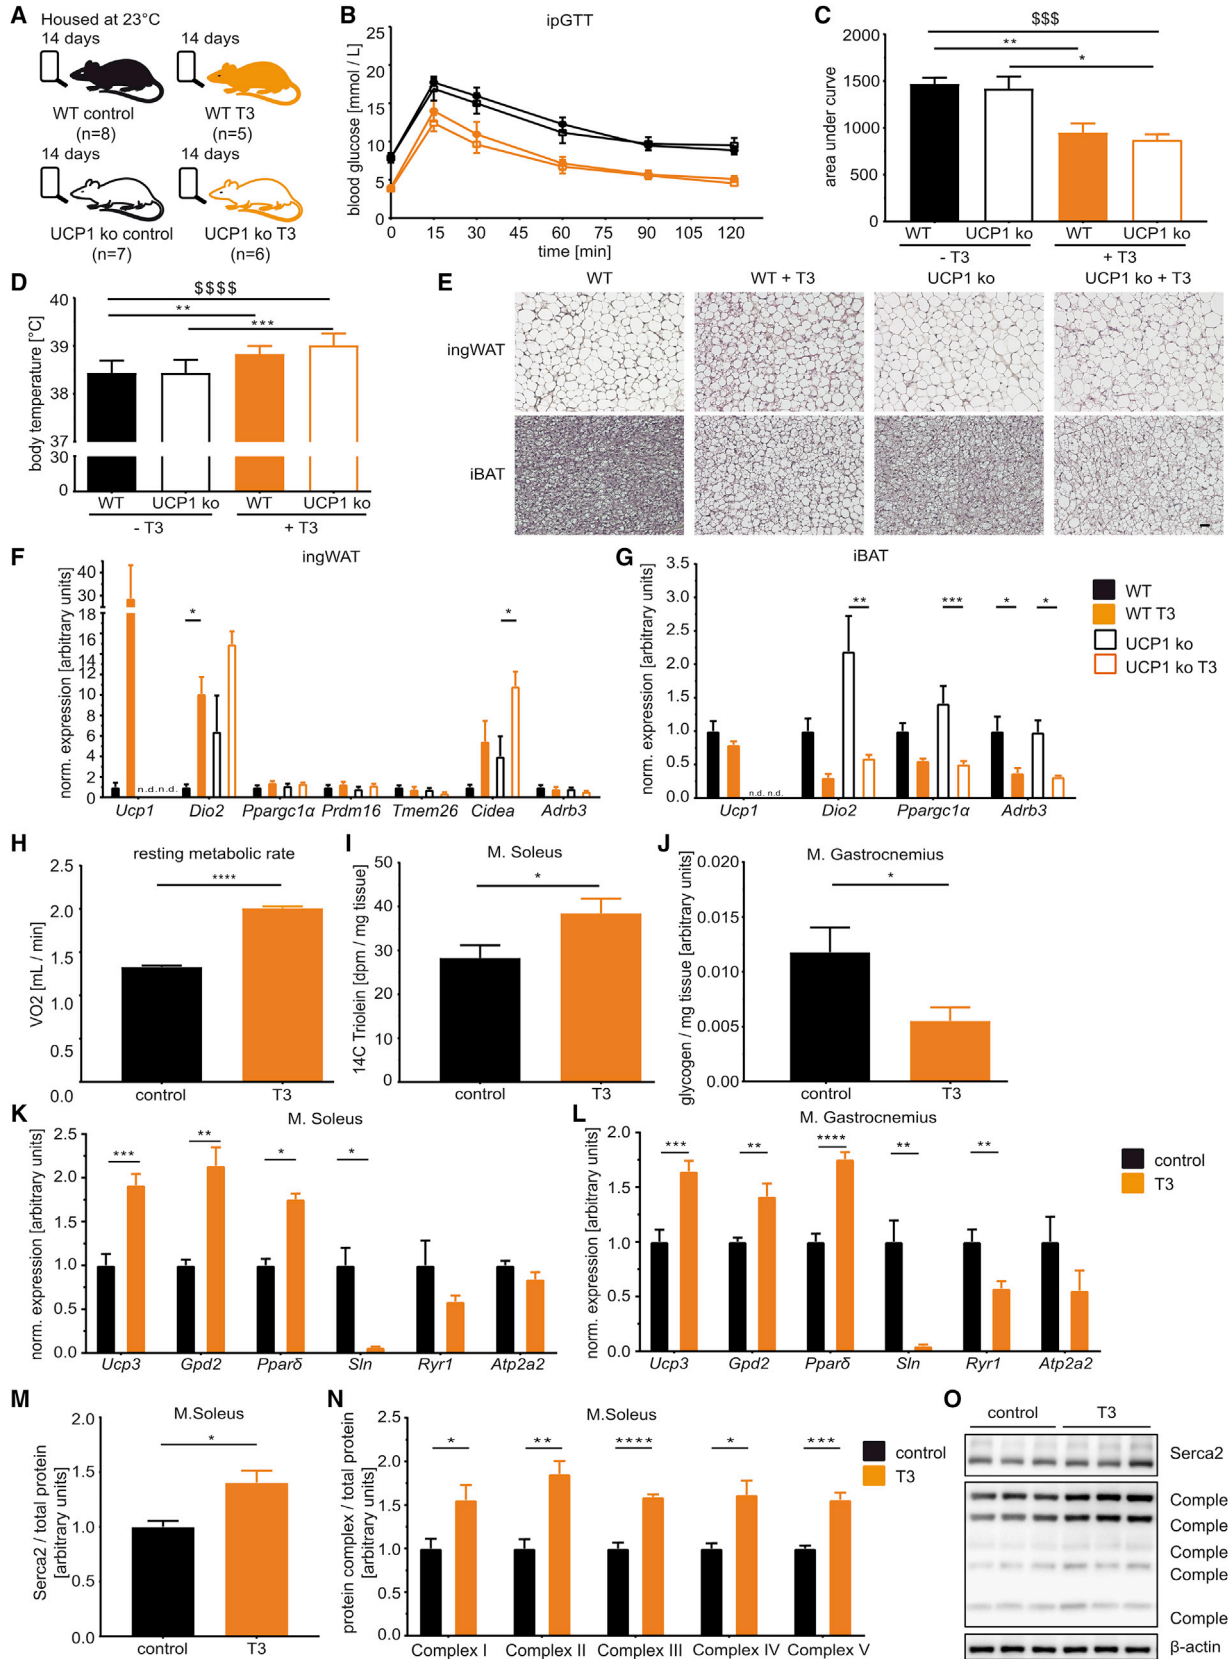 A
Housed at 23°C
14 days
14 days
WT control
(n=8)
WT T3
(n=5)
14 days
14 days
UCP1 ko control
(n=7)
UCP1 ko T3
(n=6)
B
ipGTT
blood glucose [mmol / L]
25
20
15
10
5
0
0 15 30 45 60 75 90 105 120
time [min]
C
area under curve
2000
1500
1000
500
0
$$$
**
*
WT UCP1 ko WT UCP1 ko
- T3 + T3
D
body temperature [°C]
40
39
38
37
30
0
$$$$
**
***
WT UCP1 ko WT UCP1 ko
- T3 + T3
E
WT WT + T3 UCP1 ko UCP1 ko + T3
ingWAT
iBAT
F
ingWAT
norm. expression [arbitrary units]
40
30
20
18
16
14
12
10
8
6
4
2
0
n.d. n.d.
*
*
Ucp1 Dio2 Ppargc1α Prdm16 Tmem26 Cidea Adrb3
G
iBAT
norm. expression [arbitrary units]
3.5
3.0
2.5
2.0
1.5
1.0
0.5
0.0
n.d. n.d.
** *** * *
Ucp1 Dio2 Ppargc1α Adrb3
WT
WT T3
UCP1 ko
UCP1 ko T3
H
resting metabolic rate
VO2 [mL / min]
2.5
2.0
1.5
1.0
0.5
0.0
****
control T3
I
M. Soleus
14C Triolein [dpm / mg tissue]
50
40
30
20
10
0
*
control T3
J
M. Gastrocnemius
glycogen / mg tissue [arbitrary units]
0.020
0.015
0.010
0.005
0.00
*
control T3
K
M. Soleus
norm. expression [arbitrary units]
2.5
2.0
1.5
1.0
0.5
0.0
*** ** * *
Ucp3 Gpd2 Pparδ Sln Ryr1 Atp2a2
L
M. Gastrocnemius
norm. expression [arbitrary units]
2.0
1.5
1.0
0.5
0.0
*** ** **** ** **
Ucp3 Gpd2 Pparδ Sln Ryr1 Atp2a2
control
T3
M
M.Soleus
Serca2 / total protein
[arbitrary units]
2.0
1.5
1.0
0.5
0.0
*
control T3
N
M.Soleus
protein complex / total protein
[arbitrary units]
2.5
2.0
1.5
1.0
0.5
0.0
* ** **** * ***
Complex I Complex II Complex III Complex IV Complex V
control
T3
O
control T3
Serca2
Comple
Comple
Comple
Comple
Comple
β-actin